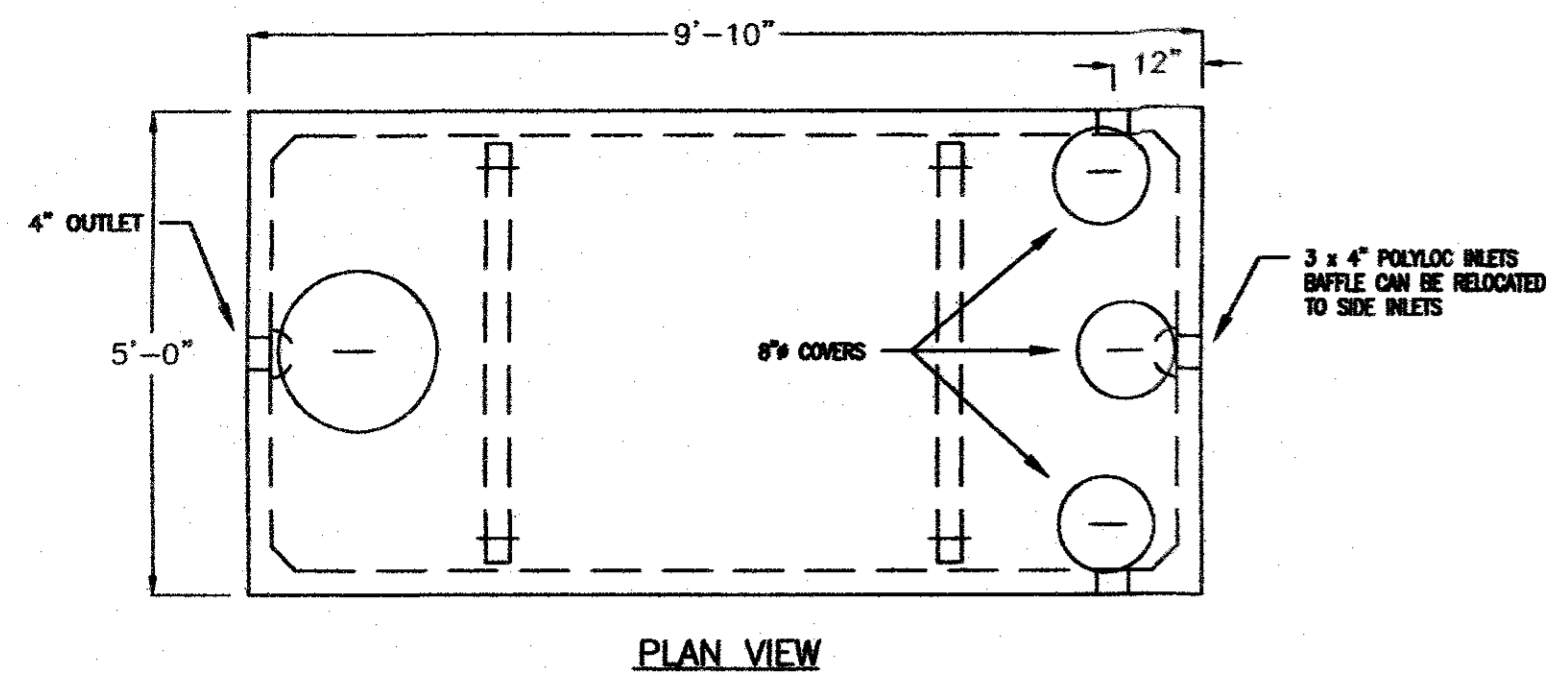 9'-10"
12"
4" OUTLET
5'-0"
8"ø COVERS
3 x 4" POLYLOC INLETS
BAFFLE CAN BE RELOCATED
TO SIDE INLETS
PLAN VIEW